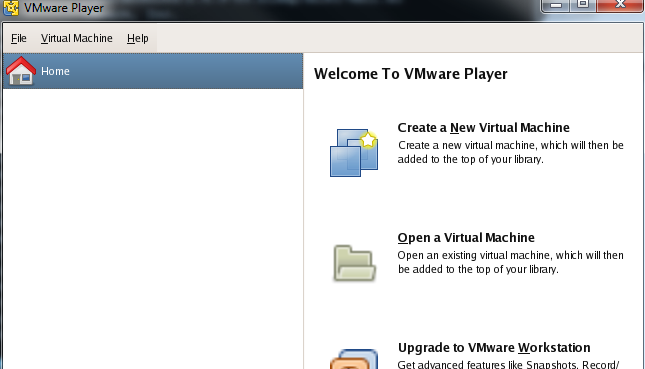 VMware Player
File Virtual Machine Help
Home
Welcome To VMware Player
Create a New Virtual Machine
Create a new virtual machine, which will then be
added to the top of your library.
Open a Virtual Machine
Open an existing virtual machine, which will then
be added to the top of your library.
Upgrade to VMware Workstation
Get advanced features like Snapshots, Record/